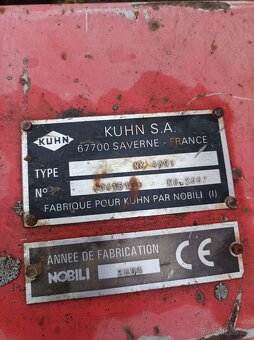 KUHN
KUHN S.A.
67700 SAVERNE - FRANCE
TYPE
N°
FABRIQUE POUR KUHN PAR NOBILI (I)
ANNEE DE FABRICATION
NOBILI
CE